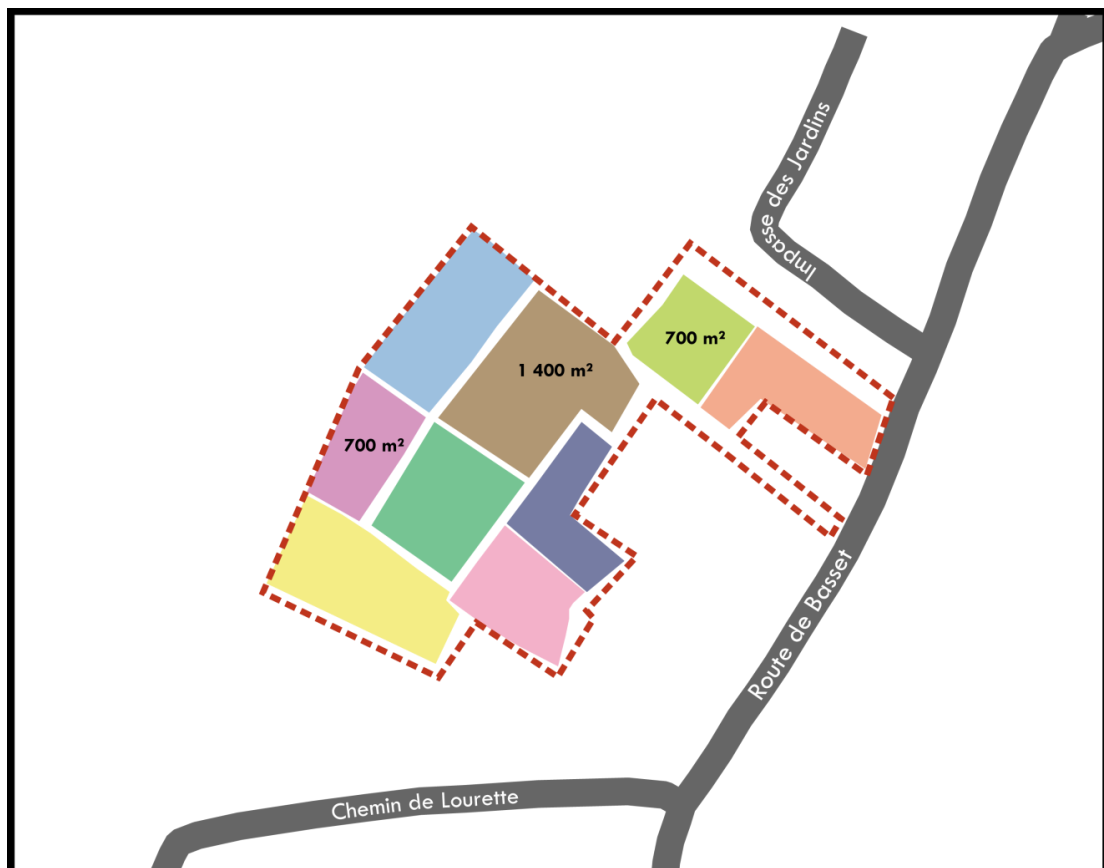 Impasse des Jardins
700 m²
1 400 m²
700 m²
Route de Basset
Chemin de Lourette